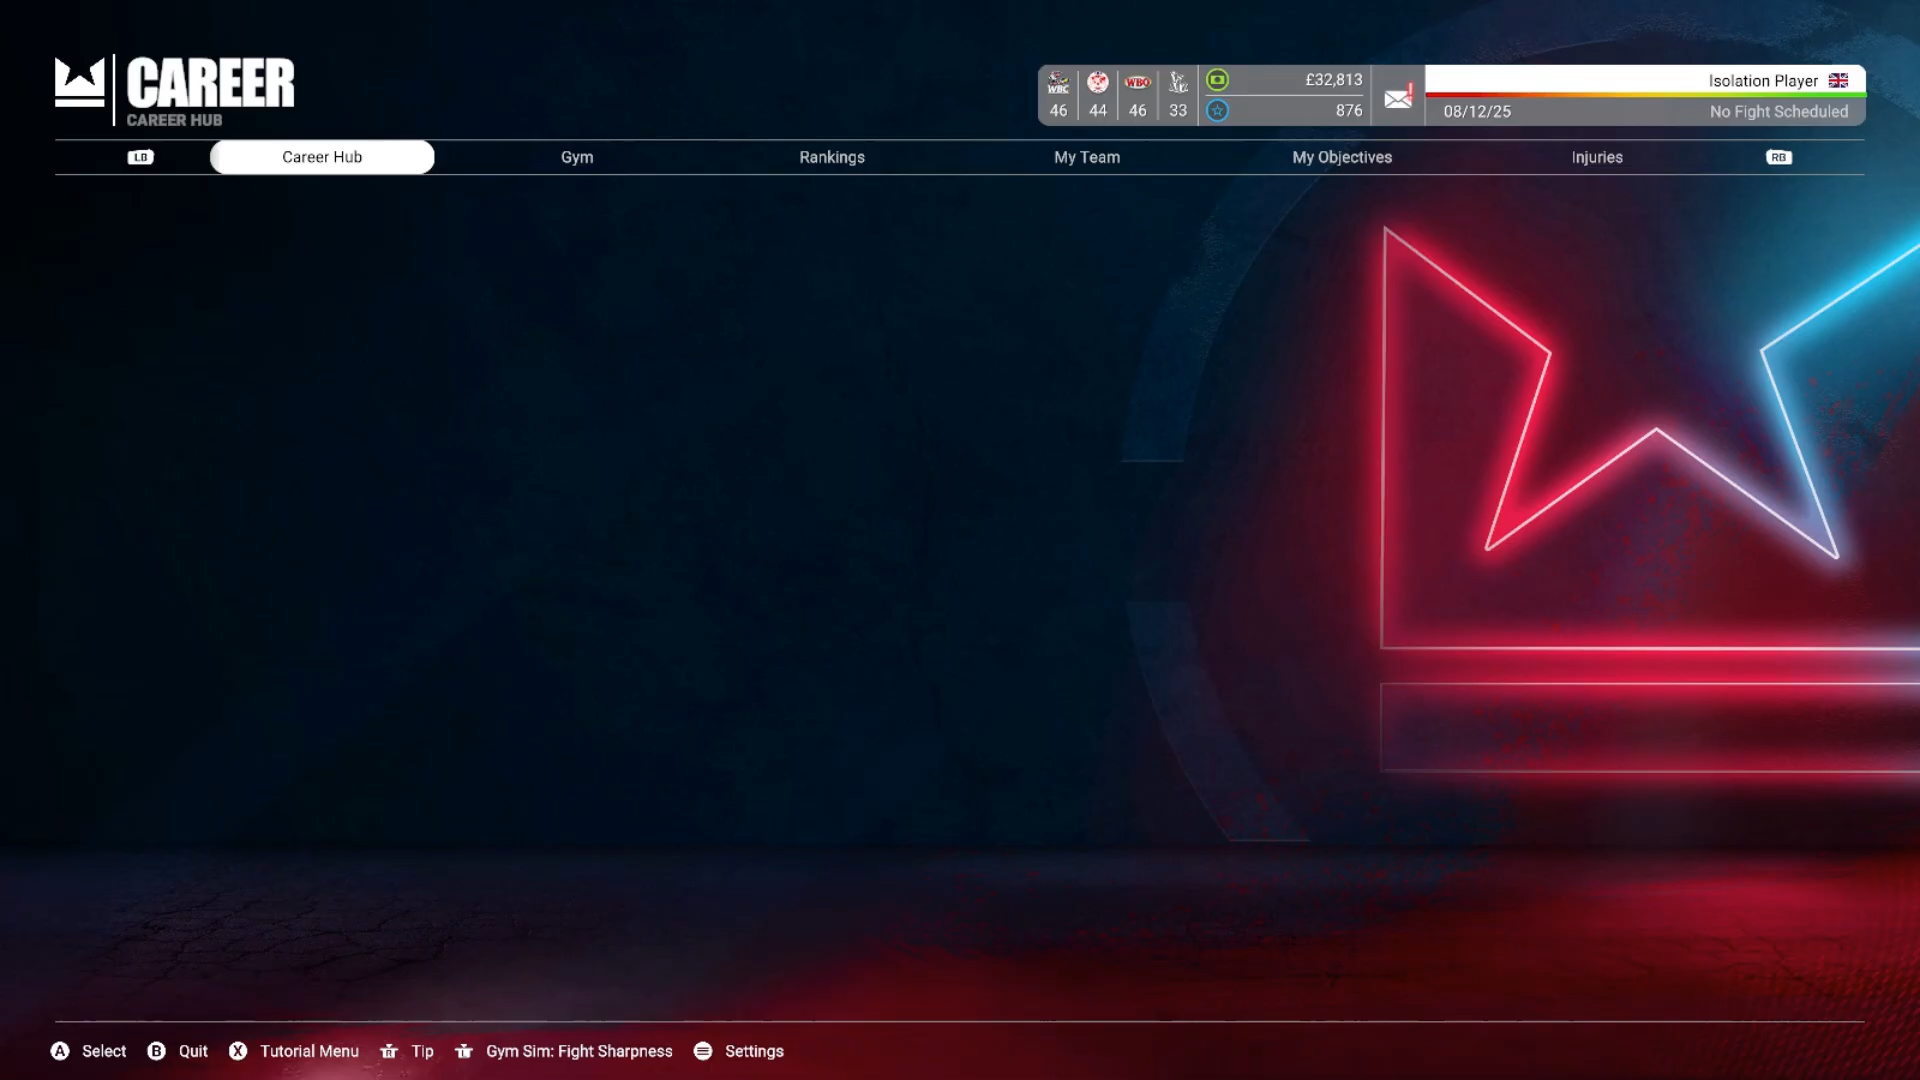 CAREER
CAREER HUB
WBC WBO
46 44 46 33
£32,813
876
Isolation Player
08/12/25 No Fight Scheduled
LB Career Hub Gym Rankings My Team My Objectives Injuries RB
A Select B Quit X Tutorial Menu R Tip L Gym Sim: Fight Sharpness Settings